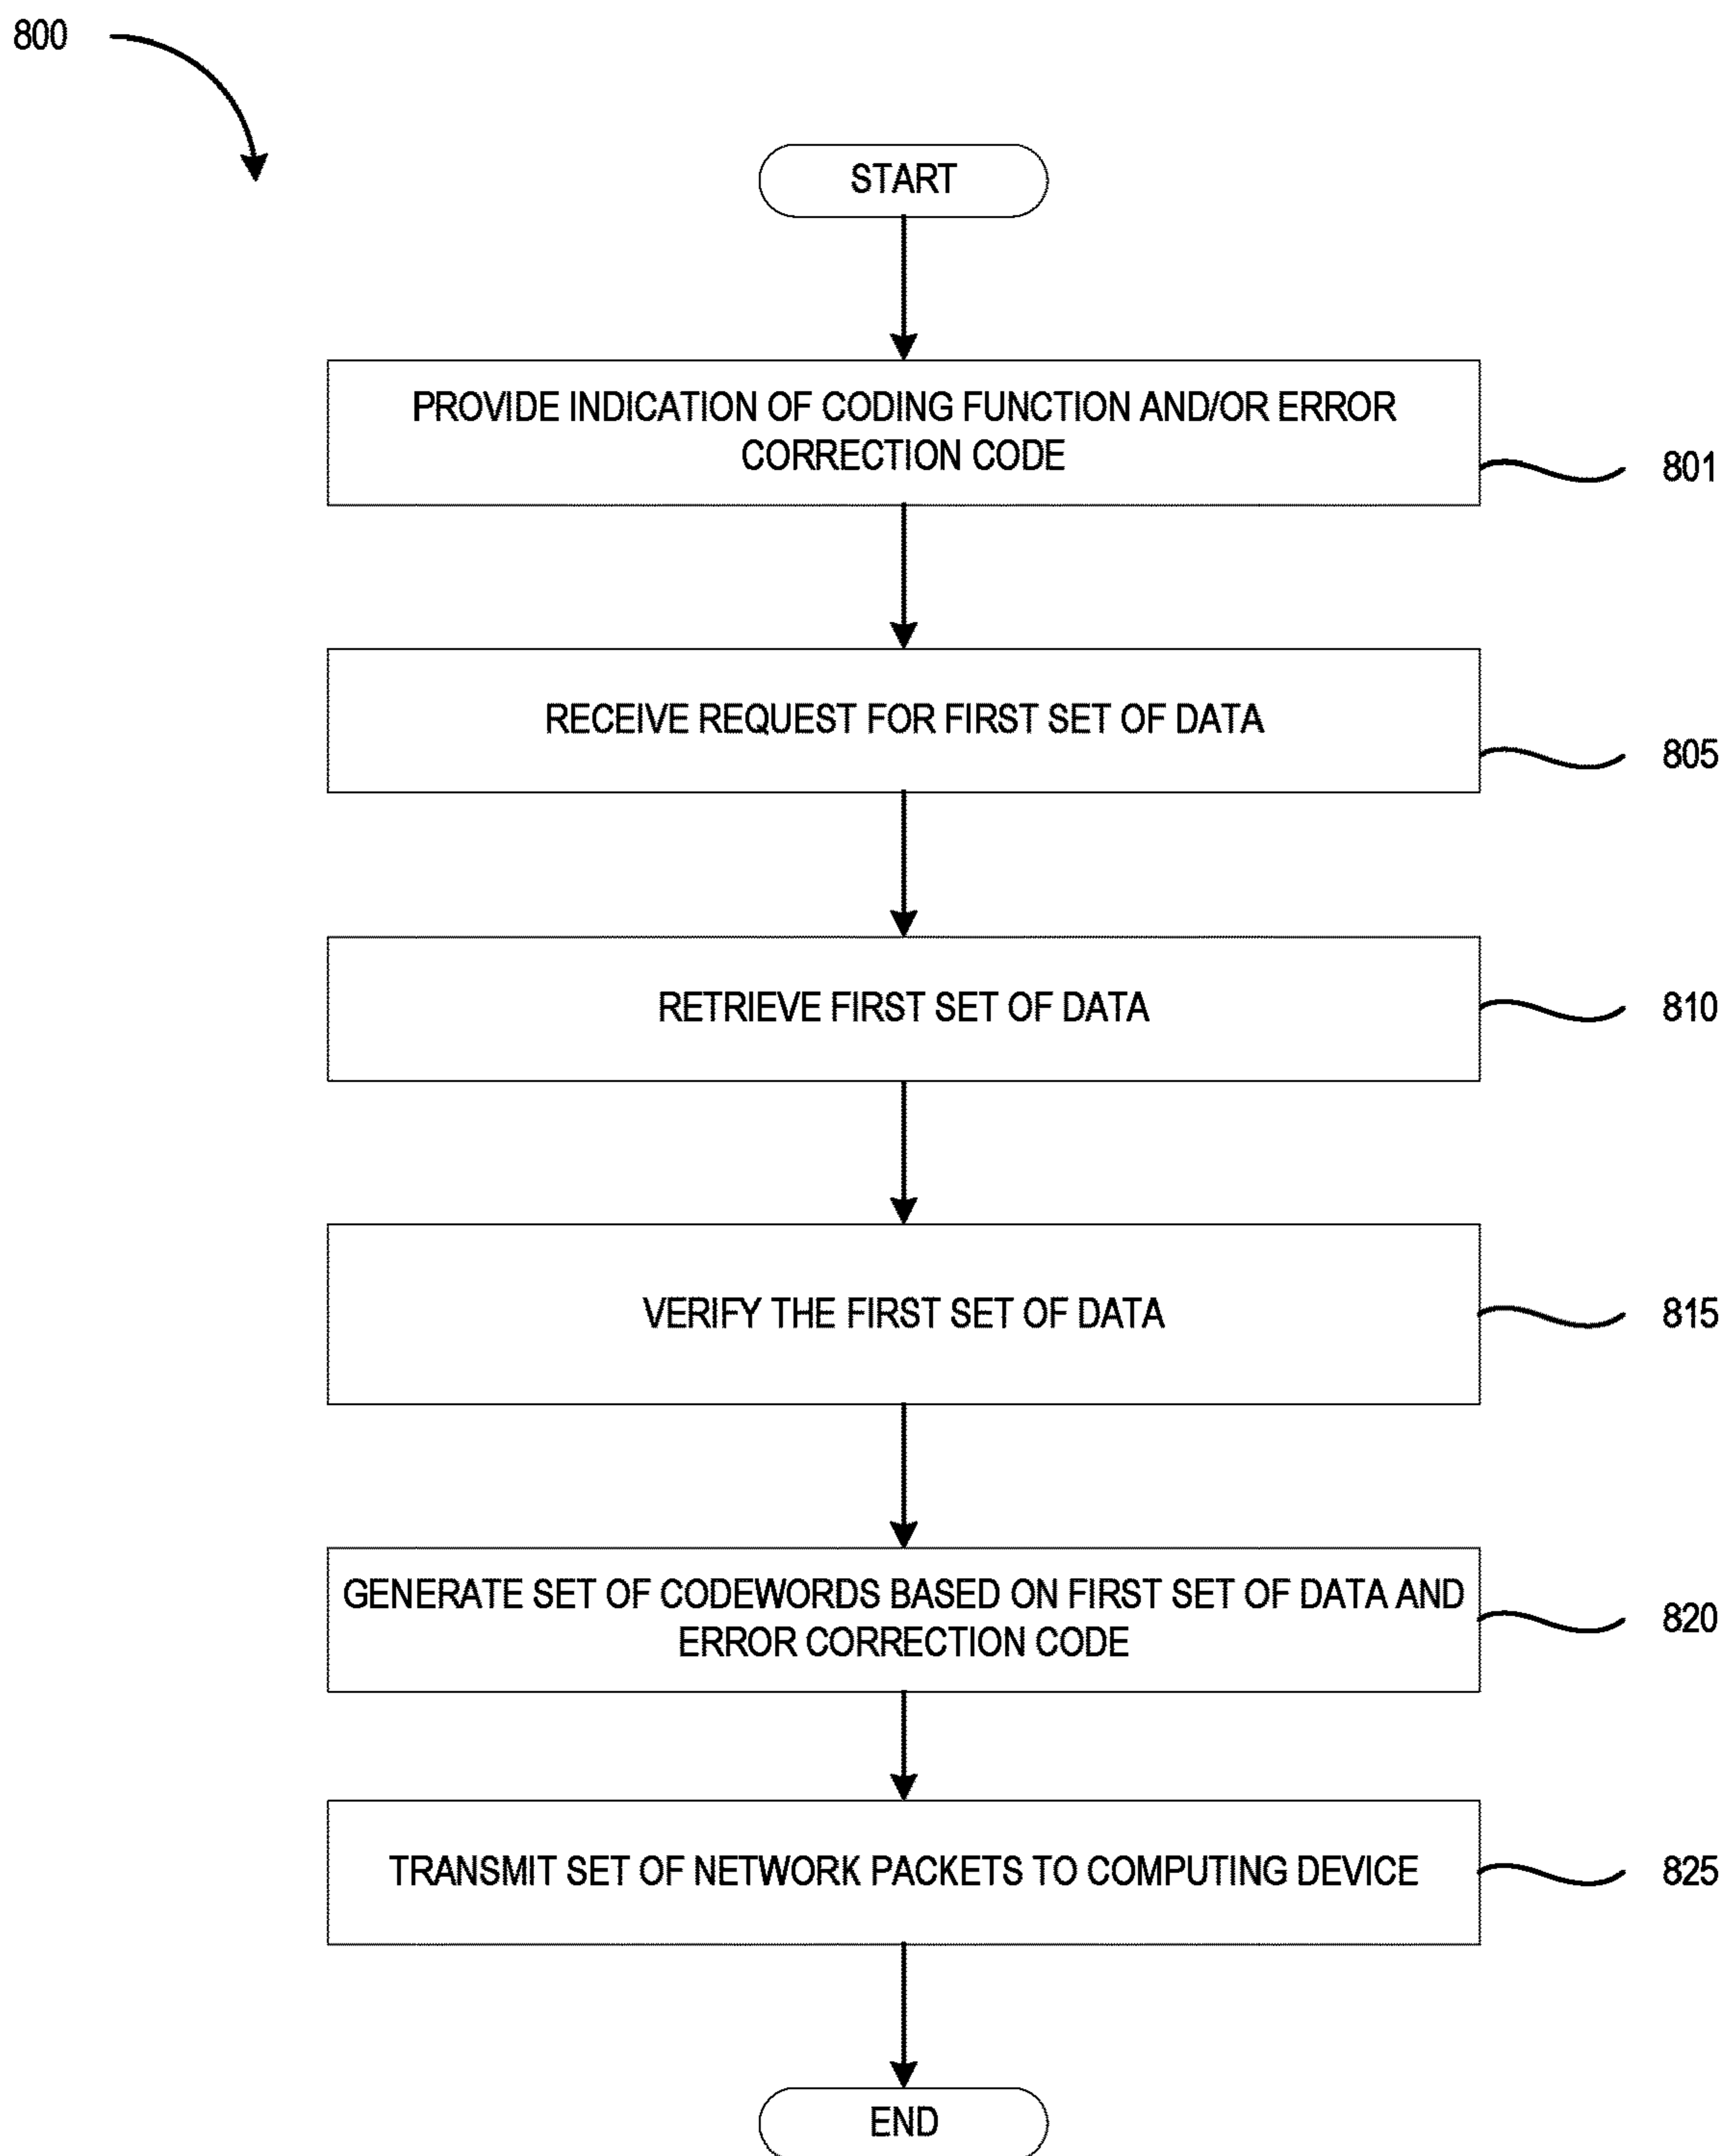 800
START
PROVIDE INDICATION OF CODING FUNCTION AND/OR ERROR
CORRECTION CODE
801
RECEIVE REQUEST FOR FIRST SET OF DATA
805
RETRIEVE FIRST SET OF DATA
810
VERIFY THE FIRST SET OF DATA
815
GENERATE SET OF CODEWORDS BASED ON FIRST SET OF DATA AND
ERROR CORRECTION CODE
820
TRANSMIT SET OF NETWORK PACKETS TO COMPUTING DEVICE
825
END